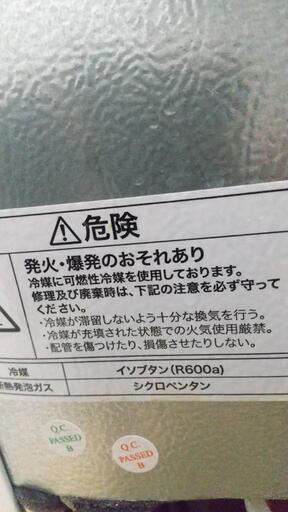 ⚠危険
発火・爆発のおそれあり
冷媒に可燃性冷媒を使用しております。
修理及び廃棄時は、下記の注意を必ず守って
ください。
・冷媒が滞留しないよう十分な換気を行う。
・冷媒が充填された状態での火気使用厳禁。
・配管を傷つけたり、損傷させたりしない。
冷媒 イソブタン(R600a)
断熱発泡ガス シクロペンタン
Q.C. PASSED B
Q.C. PASSED B